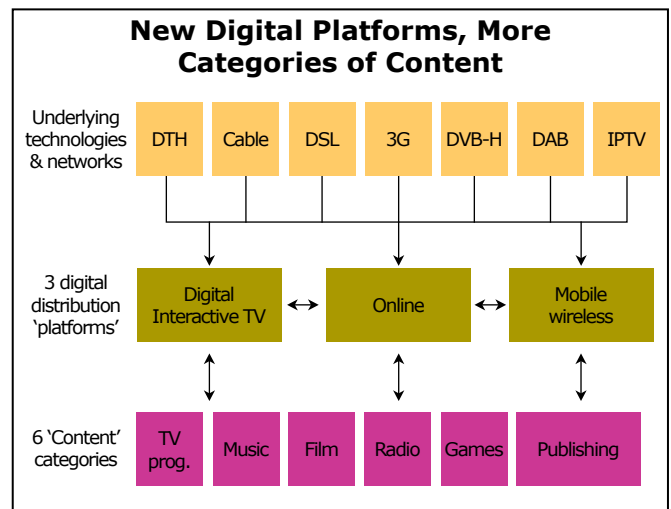 New Digital Platforms, More
Categories of Content
Underlying
technologies
& networks
DTH
Cable
DSL
3G
DVB-H
DAB
IPTV
3 digital
distribution
‘platforms’
Digital
Interactive TV
Online
Mobile
wireless
6 ‘Content’
categories
TV
prog.
Music
Film
Radio
Games
Publishing